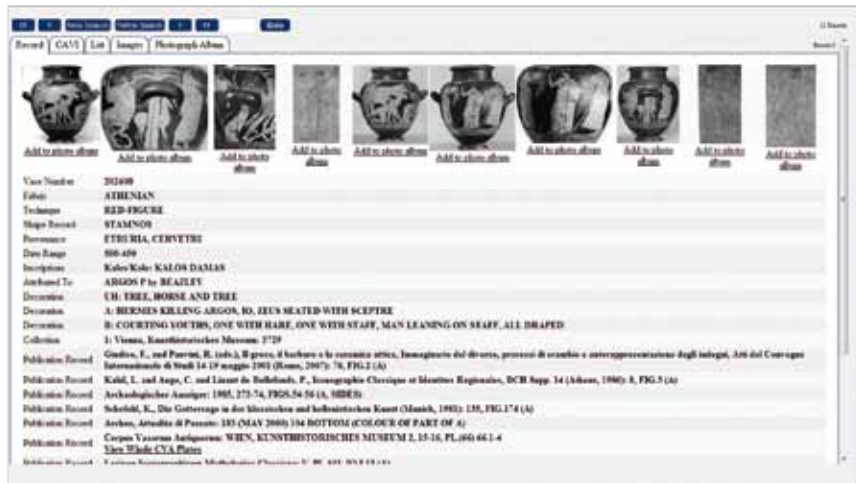 New Search
Record CAVI List Images Photograph Album
Add to photo album Add to photo album Add to photo album Add to photo album Add to photo album Add to photo album Add to photo album Add to photo album Add to photo album Add to photo album
Vase Number
Fabric ATHENIAN
Technique RED-FIGURE
Shape Record STAMNOS
Provenance ETRURIA, CERVETRI
Date Range 500-450
Inscriptions Kalos/Kale: KALOS DAMAS
Attributed To ARGOS P by BEAZLEY
Decoration UH: TREE, HORSE AND TREE
Decoration A: HERMES KILLING ARGOS, IO, ZEUS SEATED WITH SCEPTRE
Decoration B: COURTING YOUTHS, ONE WITH HARE, ONE WITH STAFF, MAN LEANING ON STAFF, ALL DRAPED
Collection 1: Vienna, Kunsthistorisches Museum: 3729
Publication Record Giudice, F., and Panvini, R. (eds.), Il greco, il barbaro e la ceramica attica, Immaginario del diverso, processi di scambio e autorappresentazione degli indigeni, Atti del Convegno
Internazionale di Studi 14-19 maggio 2001 (Rome, 2007): 76, FIG.2 (A)
Publication Record Kahil, L. and Auge, C. and Linant de Bellefonds, P., Iconographie Classique et Identites Regionales, BCH Supp. 14 (Athens, 1986): 8, FIG.5 (A)
Publication Record Archaologischer Anzeiger: 1985, 272-74, FIGS.54-56 (A, SIDES)
Publication Record Schefold, K., Die Gottersage in der klassischen und hellenistischen Kunst (Munich, 1981): 135, FIG.174 (A)
Publication Record Archeo, Attualita di Passato: 183 (MAY 2000) 104 BOTTOM (COLOUR OF PART OF A)
Publication Record Corpus Vasorum Antiquorum: WIEN, KUNSTHISTORISCHES MUSEUM 2, 15-16, PL.(66) 66.1-4
View Whole CVA Plates
Publication Record